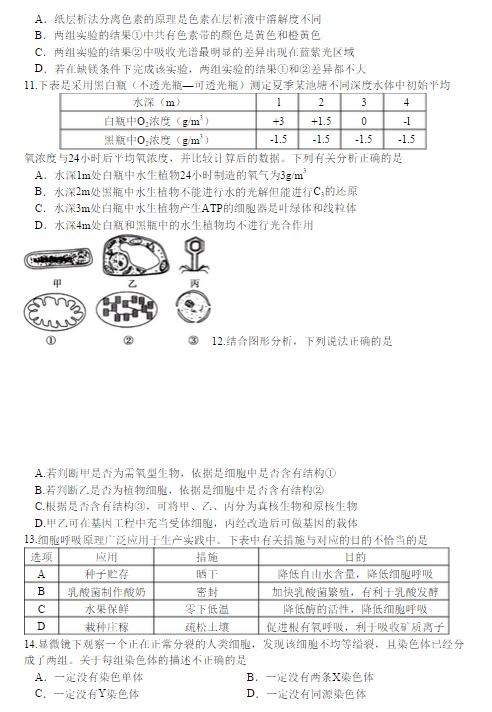 A．纸层析法分离色素的原理是色素在层析液中溶解度不同
B．两组实验的结果①中共有色素带的颜色是黄色和橙黄色
C．两组实验的结果②中吸收光谱最明显的差异出现在蓝紫光区域
D．若在缺镁条件下完成该实验，两组实验的结果①和②差异都不大
11.下表是采用黑白瓶（不透光瓶—可透光瓶）测定夏季某池塘不同深度水体中初始平均
水深（m） 1 2 3 4
白瓶中O2浓度（g/m3） +3 +1.5 0 -1
黑瓶中O2浓度（g/m3） -1.5 -1.5 -1.5 -1.5
氧浓度与24小时后平均氧浓度，并比较计算后的数据。下列有关分析正确的是
A．水深1m处白瓶中水生植物24小时制造的氧气为3g/m3
B．水深2m处黑瓶中水生植物不能进行水的光解但能进行C3的还原
C．水深3m处白瓶中水生植物产生ATP的细胞器是叶绿体和线粒体
D．水深4m处白瓶和黑瓶中的水生植物均不进行光合作用
甲 乙 丙
① ② ③ 12.结合图形分析，下列说法正确的是
A.若判断甲是否为需氧型生物，依据是细胞中是否含有结构①
B.若判断乙是否为植物细胞，依据是细胞中是否含有结构②
C.根据是否含有结构③，可将甲、乙、丙分为真核生物和原核生物
D.甲乙可在基因工程中充当受体细胞，丙经改造后可做基因的载体
13.细胞呼吸原理广泛应用于生产实践中。下表中有关措施与对应的目的不恰当的是
选项 应用 措施 目的
A 种子贮存 晒干 降低自由水含量，降低细胞呼吸
B 乳酸菌制作酸奶 密封 加快乳酸菌繁殖，有利于乳酸发酵
C 水果保鲜 零下低温 降低酶的活性，降低细胞呼吸
D 栽种庄稼 疏松土壤 促进根有氧呼吸，利于吸收矿质离子
14.显微镜下观察一个正在正常分裂的人类细胞，发现该细胞不均等缢裂，且染色体已经分
成了两组。关于每组染色体的描述不正确的是
A．一定没有染色单体 B．一定没有两条X染色体
C．一定没有Y染色体 D．一定没有同源染色体